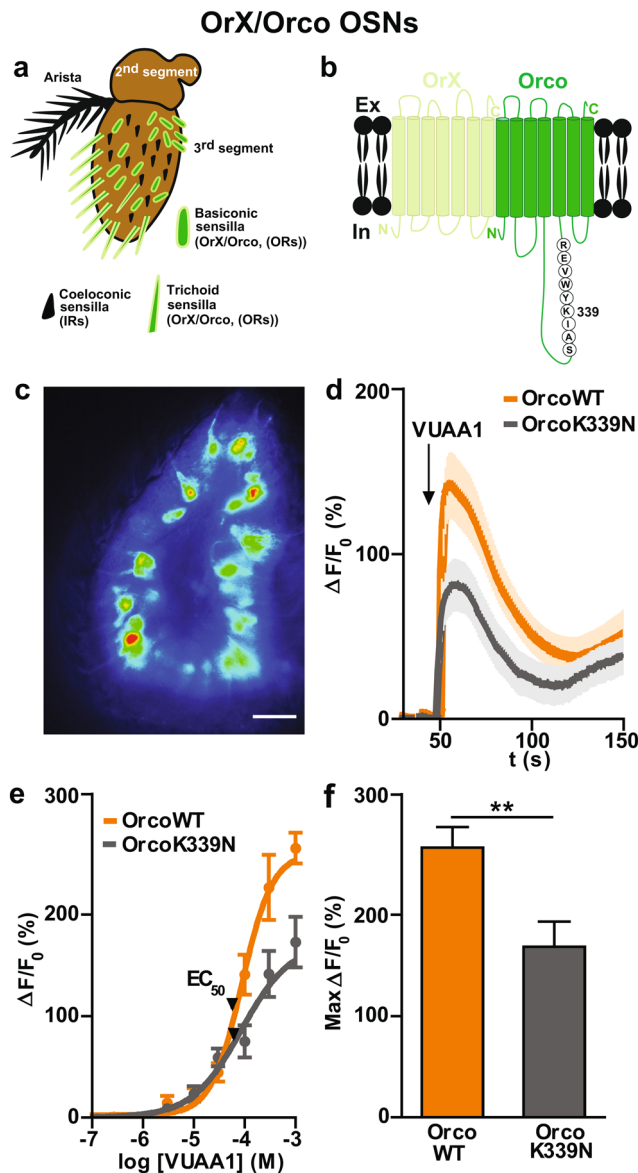 OrX/Orco OSNs
a
Arista
2nd segment
3rd segment
Basiconic
sensilla
(OrX/Orco, (ORs))
Coeloconic
sensilla
(IRs)
Trichoid
sensilla
(OrX/Orco, (ORs))
b
OrX
Orco
Ex
C
C
In
N
N
R
E
V
W
Y
K
339
I
A
S
c
d
200
OrcoWT
OrcoK339N
VUAA1
ΔF/F0 (%)
100
0
50
100
150
t (s)
e
300
OrcoWT
OrcoK339N
ΔF/F0 (%)
200
EC50
100
0
-7
-6
-5
-4
-3
log [VUAA1] (M)
f
300
**
Max ΔF/F0 (%)
200
100
0
Orco
WT
Orco
K339N